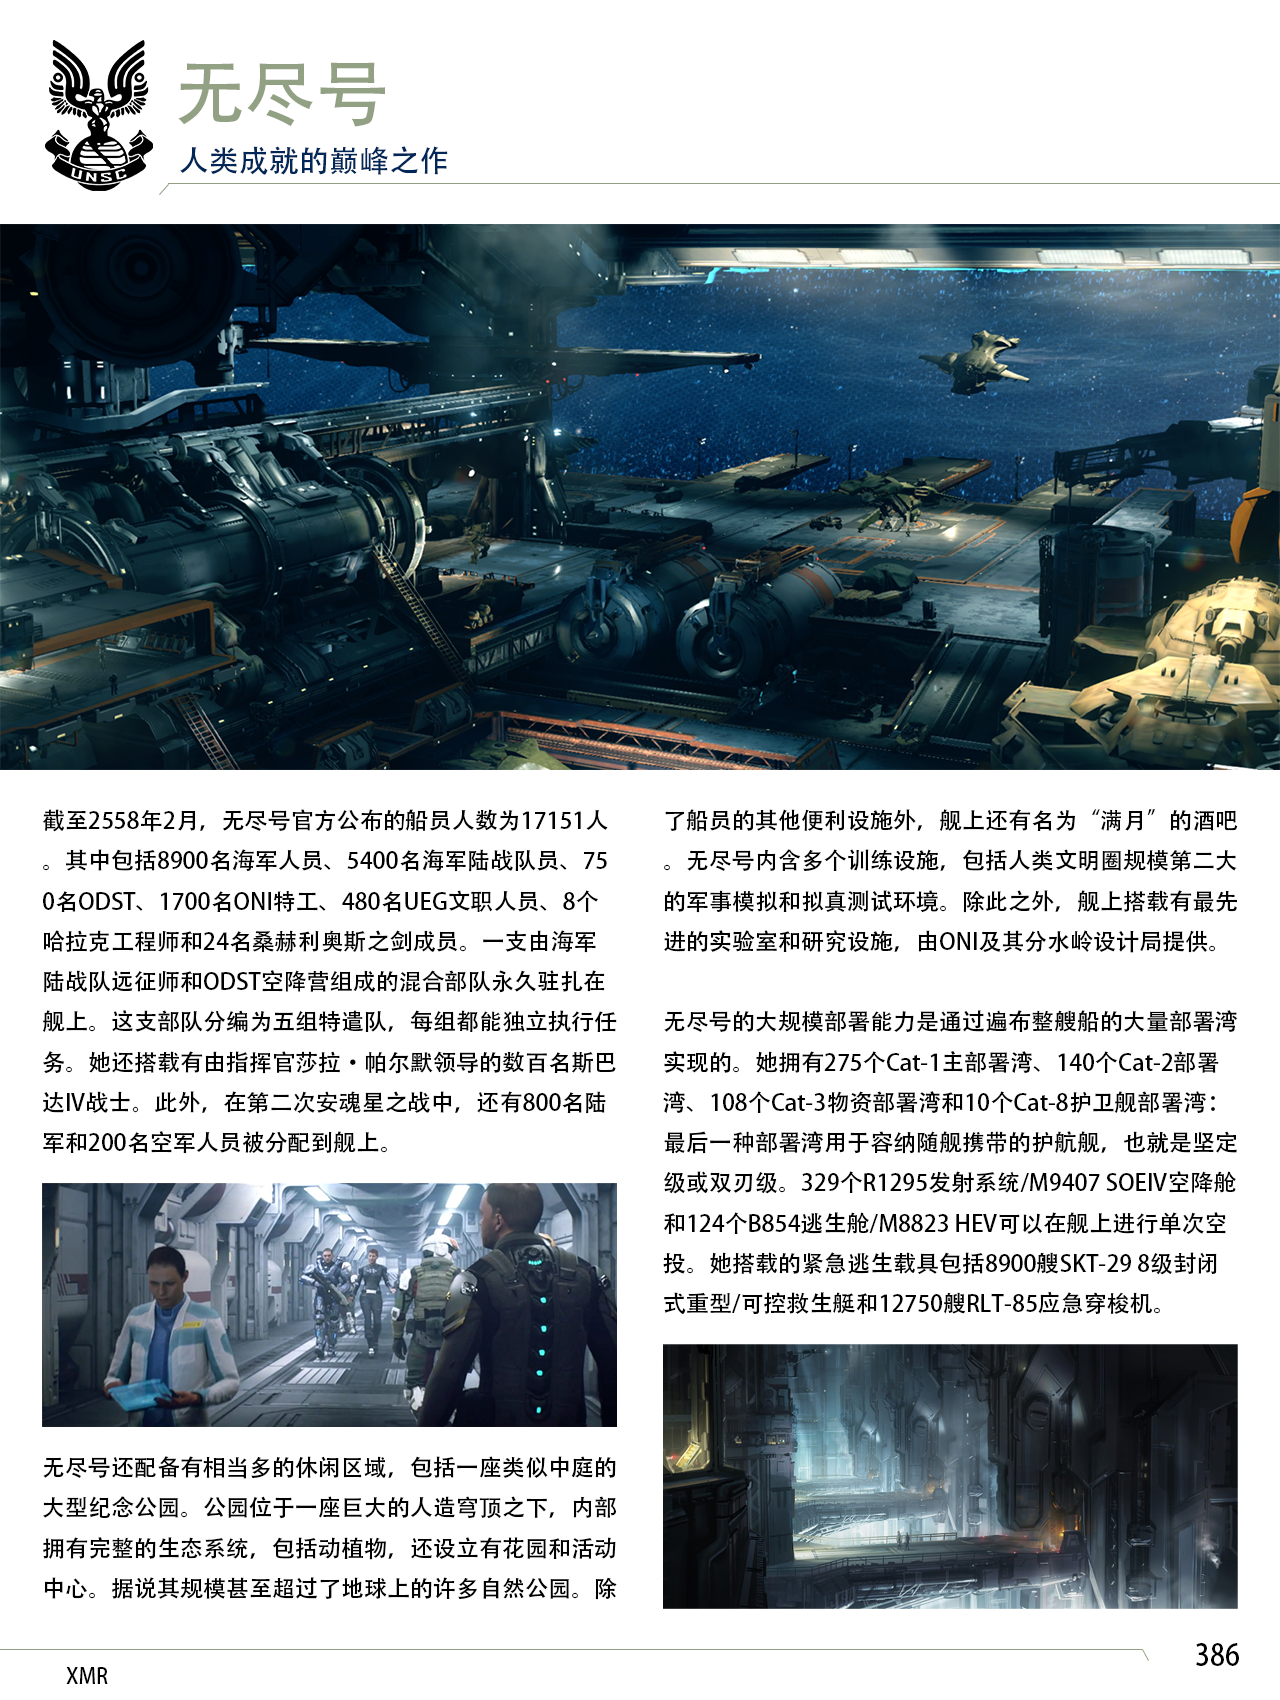 UNSC
无尽号
人类成就的巅峰之作
截至2558年2月，无尽号官方公布的船员人数为17151人
。其中包括8900名海军人员、5400名海军陆战队员、75
0名ODST、1700名ONI特工、480名UEG文职人员、8个
哈拉克工程师和24名桑赫利奥斯之剑成员。一支由海军
陆战队远征师和ODST空降营组成的混合部队永久驻扎在
舰上。这支部队分编为五组特遣队，每组都能独立执行任
务。她还搭载有由指挥官莎拉·帕尔默领导的数百名斯巴
达IV战士。此外，在第二次安魂星之战中，还有800名陆
军和200名空军人员被分配到舰上。
无尽号还配备有相当多的休闲区域，包括一座类似中庭的
大型纪念公园。公园位于一座巨大的人造穹顶之下，内部
拥有完整的生态系统，包括动植物，还设立有花园和活动
中心。据说其规模甚至超过了地球上的许多自然公园。除
了船员的其他便利设施外，舰上还有名为“满月”的酒吧
。无尽号内含多个训练设施，包括人类文明圈规模第二大
的军事模拟和拟真测试环境。除此之外，舰上搭载有最先
进的实验室和研究设施，由ONI及其分水岭设计局提供。
无尽号的大规模部署能力是通过遍布整艘船的大量部署湾
实现的。她拥有275个Cat-1主部署湾、140个Cat-2部署
湾、108个Cat-3物资部署湾和10个Cat-8护卫舰部署湾：
最后一种部署湾用于容纳随舰携带的护航舰，也就是坚定
级或双刃级。329个R1295发射系统/M9407 SOEIV空降舱
和124个B854逃生舱/M8823 HEV可以在舰上进行单次空
投。她搭载的紧急逃生载具包括8900艘SKT-29 8级封闭
式重型/可控救生艇和12750艘RLT-85应急穿梭机。
386
XMR